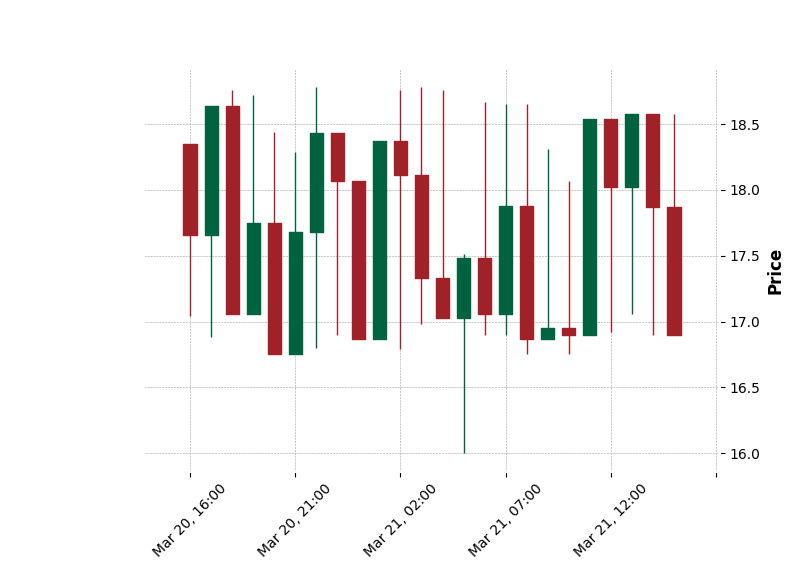 18.5
18.0
17.5
17.0
16.5
16.0
Price
Mar 20, 16:00
Mar 20, 21:00
Mar 21, 02:00
Mar 21, 07:00
Mar 21, 12:00